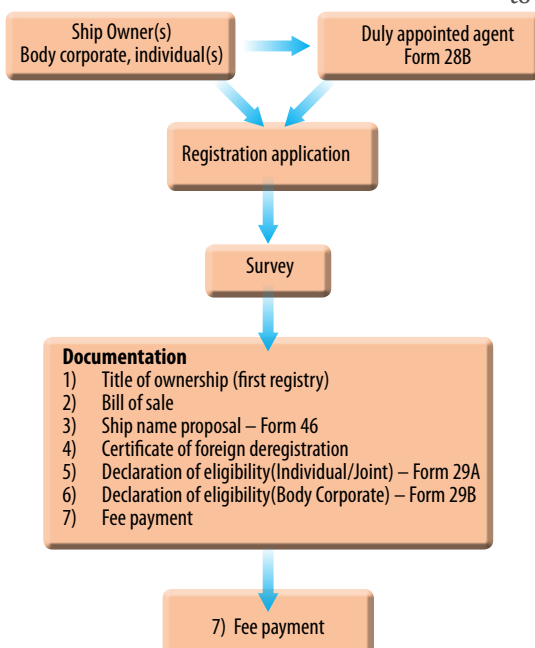 to
Ship Owner(s)
Body corporate, individual(s)
Duly appointed agent
Form 28B
Registration application
Survey
Documentation
1) Title of ownership (first registry)
2) Bill of sale
3) Ship name proposal – Form 46
4) Certificate of foreign deregistration
5) Declaration of eligibility(Individual/Joint) – Form 29A
6) Declaration of eligibility(Body Corporate) – Form 29B
7) Fee payment
7) Fee payment